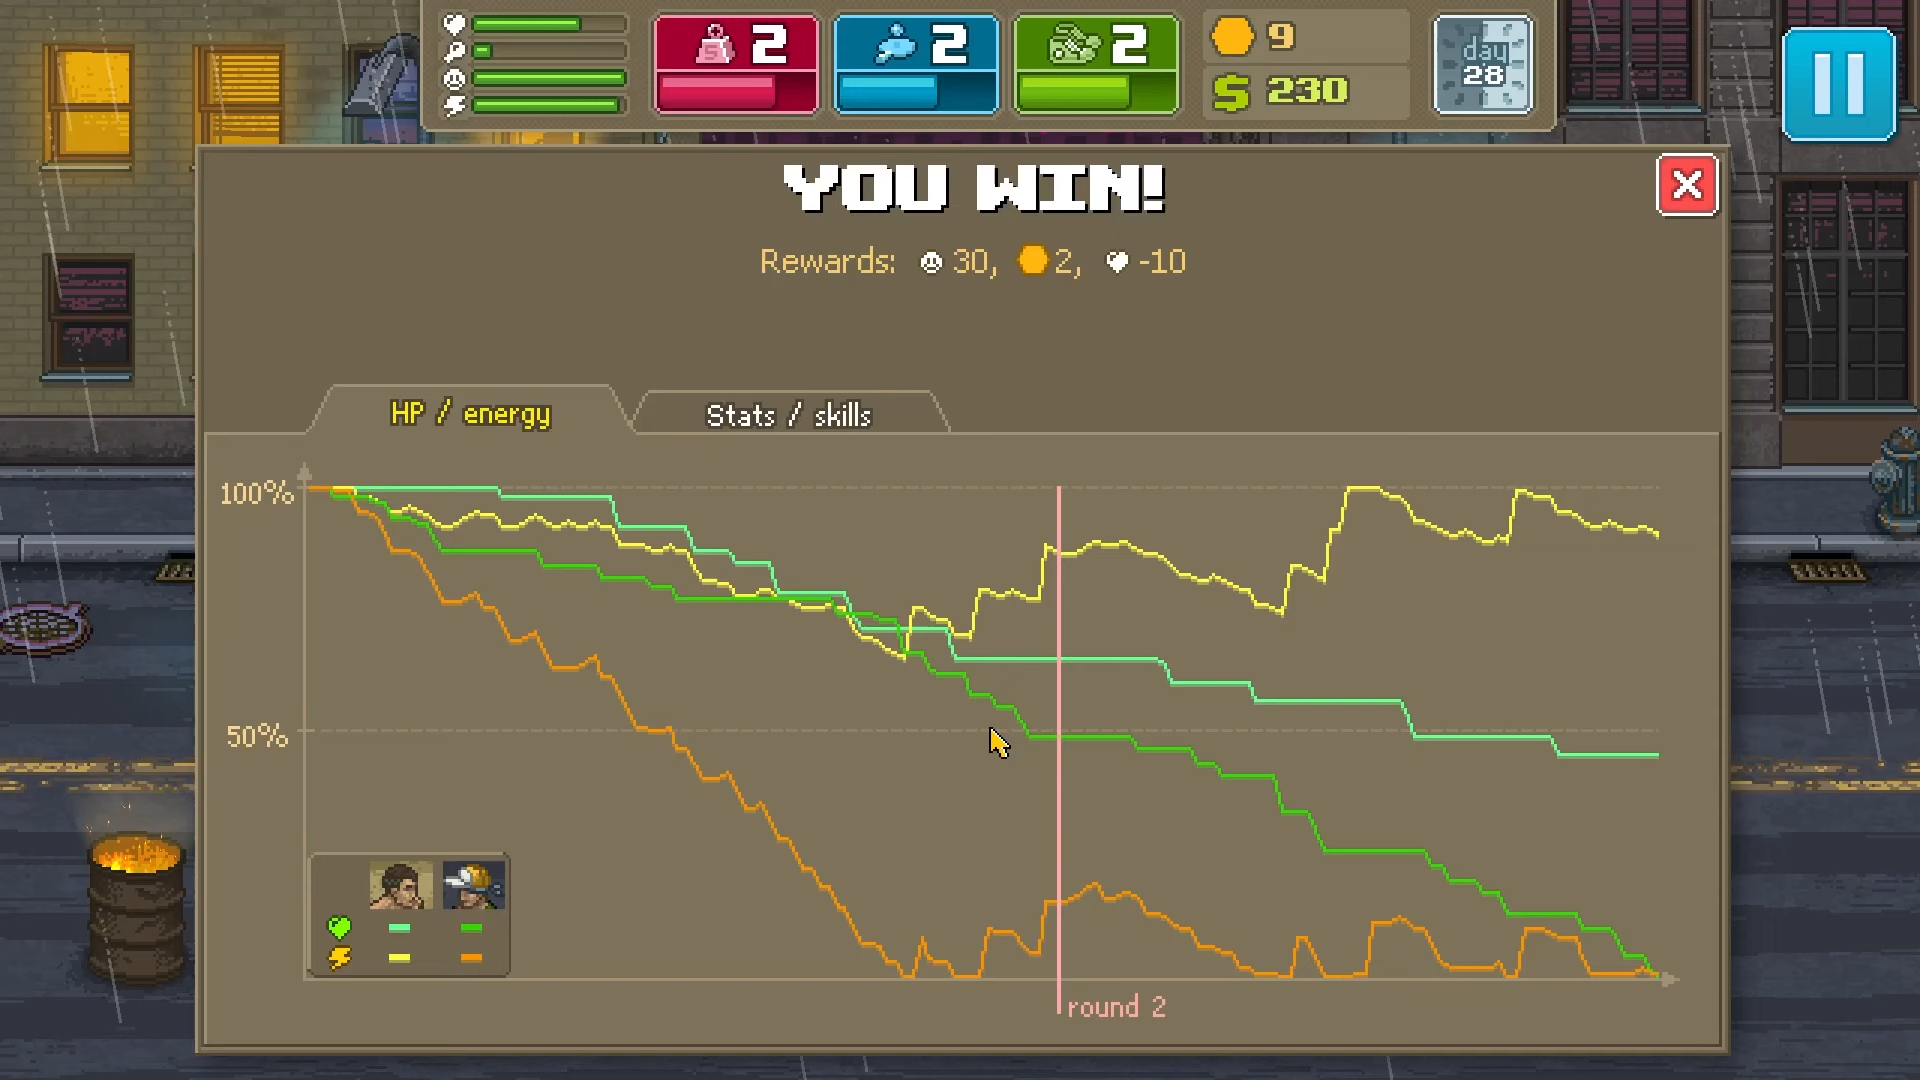 2
2
2
9
$ 230
day
28
YOU WIN!
Rewards: 30, 2, -10
HP / energy
Stats / skills
100%
50%
round 2